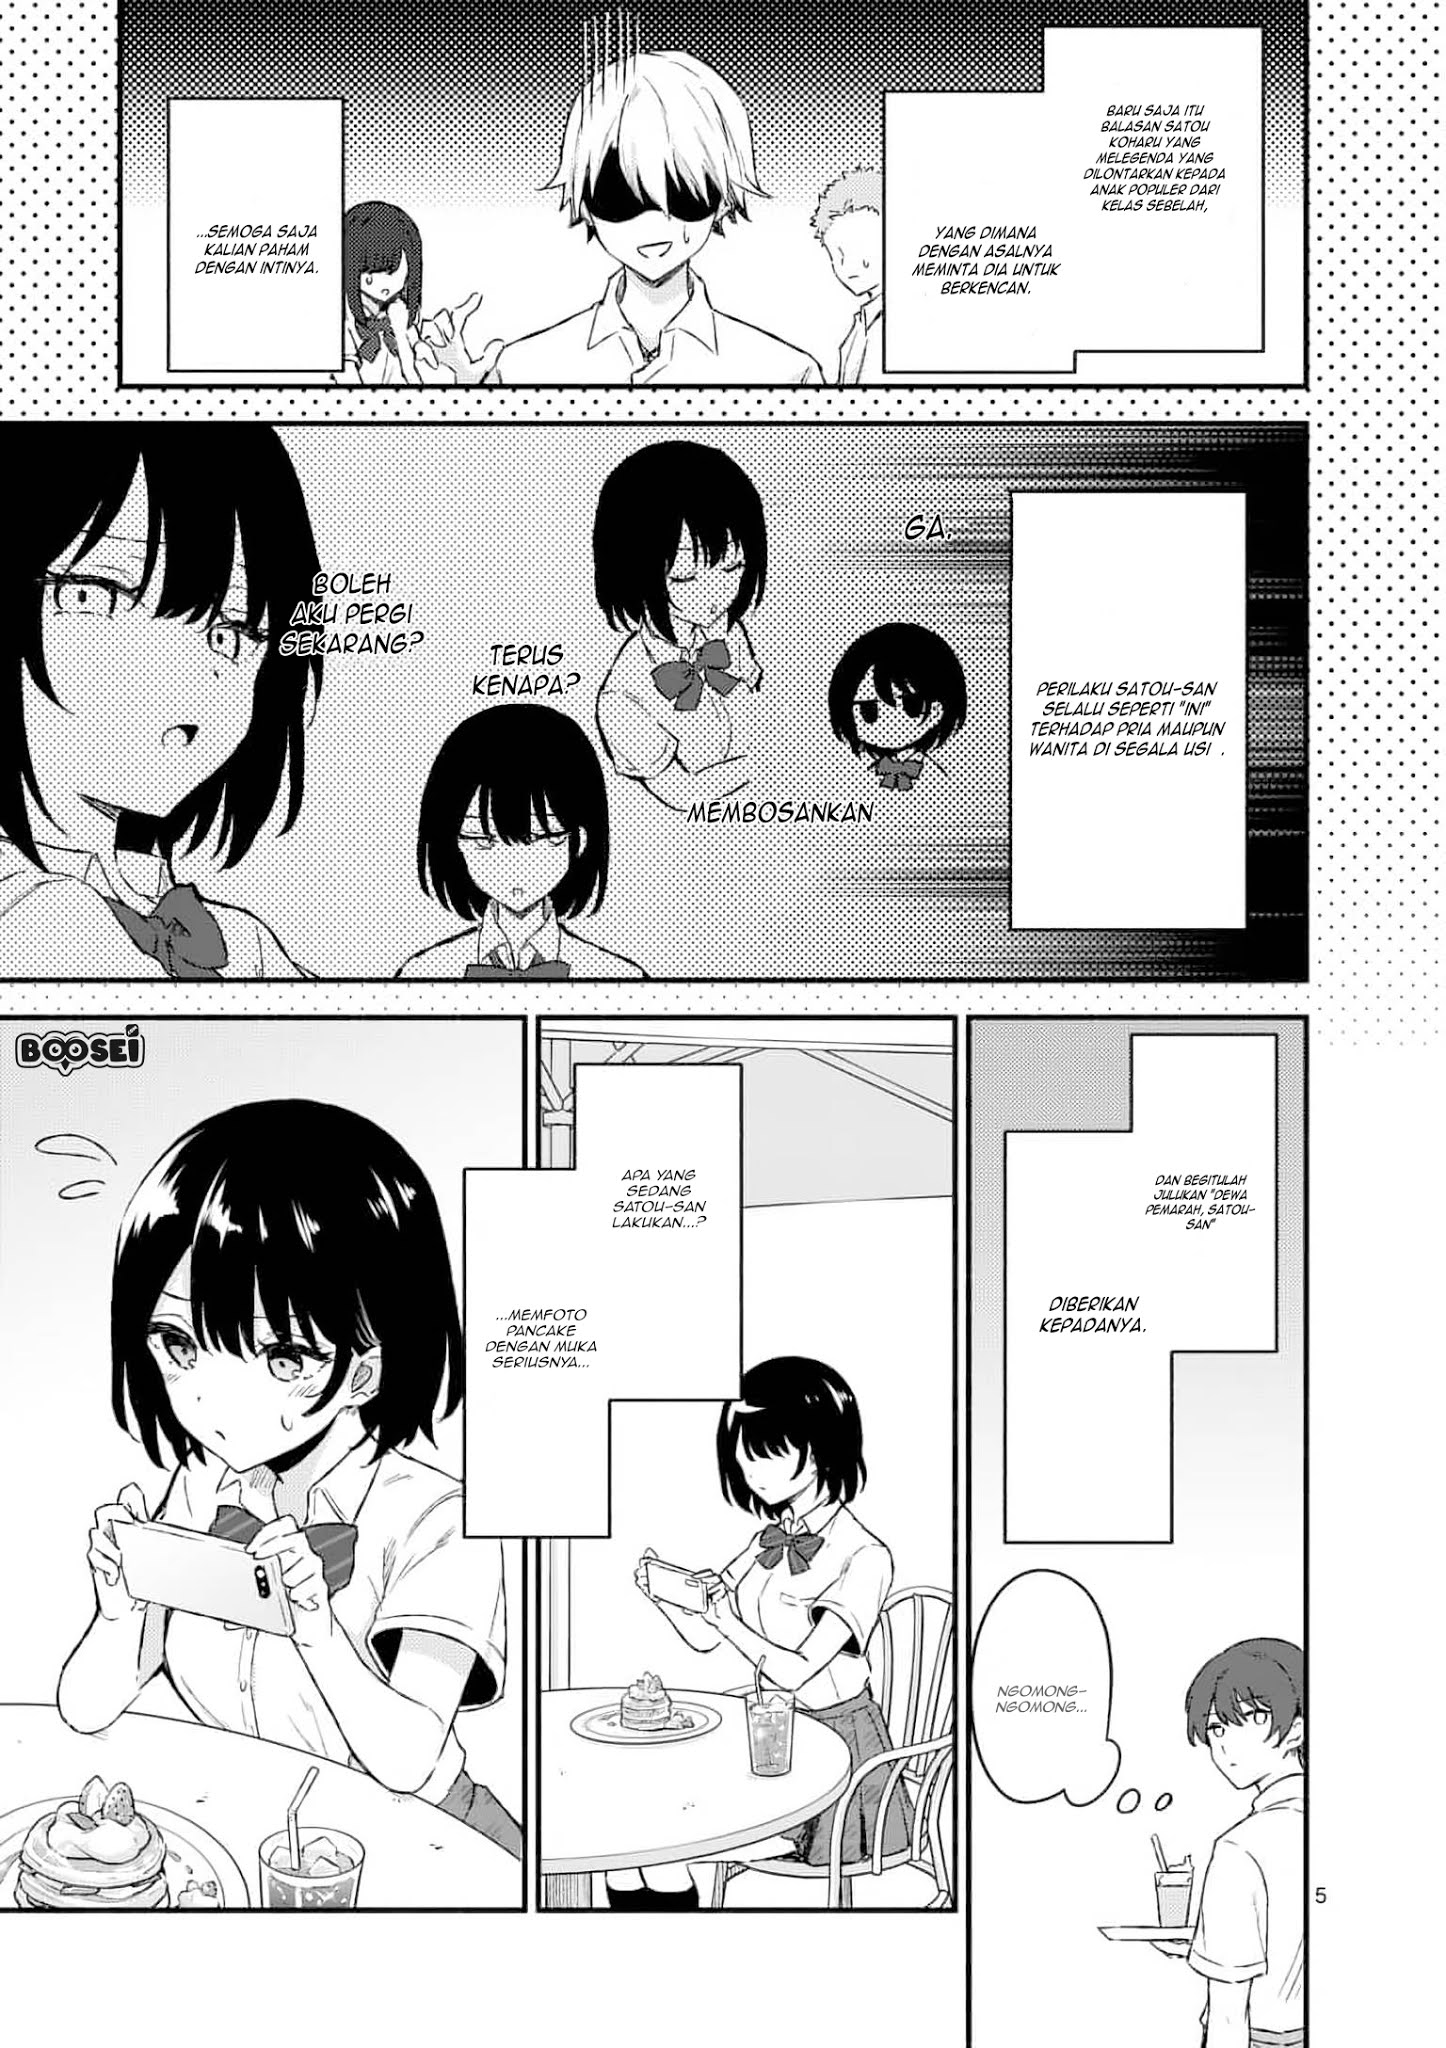 BARU SAJA ITU
BALASAN SATOU
KOHARU YANG
MELEGENDA YANG
DILONTARKAN KEPADA
ANAK POPULER DARI
KELAS SEBELAH,
YANG DIMANA
DENGAN ASALNYA
MEMINTA DIA UNTUK
BERKENCAN.
...SEMOGA SAJA
KALIAN PAHAM
DENGAN INTINYA.
PERILAKU SATOU-SAN
SELALU SEPERTI "INI"
TERHADAP PRIA MAUPUN
WANITA DI SEGALA USI .
GA.
MEMBOSANKAN
TERUS
KENAPA?
BOLEH
AKU PERGI
SEKARANG?
DAN BEGITULAH
JULUKAN "DEWA
PEMARAH, SATOU-
SAN"
DIBERIKAN
KEPADANYA.
NGOMONG-
NGOMONG...
APA YANG
SEDANG
SATOU-SAN
LAKUKAN...?
...MEMFOTO
PANCAKE
DENGAN MUKA
SERIUSNYA...
BOOSEI
5